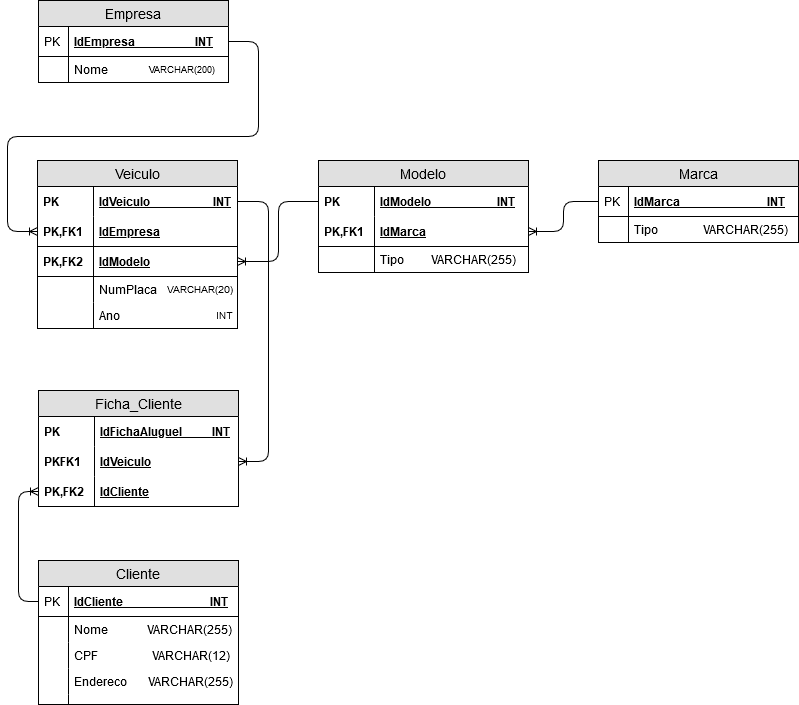 Empresa
PK IdEmpresa INT
Nome VARCHAR(200)
Veiculo
PK IdVeiculo INT
PK,FK1 IdEmpresa
PK,FK2 IdModelo
NumPlaca VARCHAR(20)
Ano INT
Modelo
PK IdModelo INT
PK,FK1 IdMarca
Tipo VARCHAR(255)
Marca
PK IdMarca INT
Tipo VARCHAR(255)
Ficha_Cliente
PK IdFichaAluguel INT
PKFK1 IdVeiculo
PK,FK2 IdCliente
Cliente
PK IdCliente INT
Nome VARCHAR(255)
CPF VARCHAR(12)
Endereco VARCHAR(255)